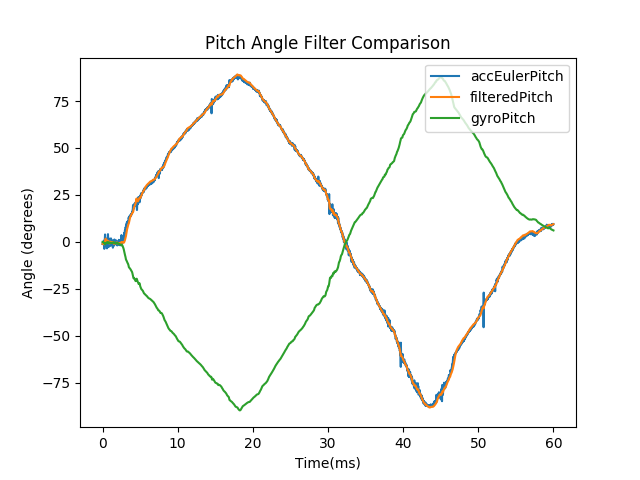 Pitch Angle Filter Comparison
accEulerPitch
filteredPitch
gyroPitch
75
50
25
0
−25
−50
−75
Angle (degrees)
0 10 20 30 40 50 60
Time(ms)